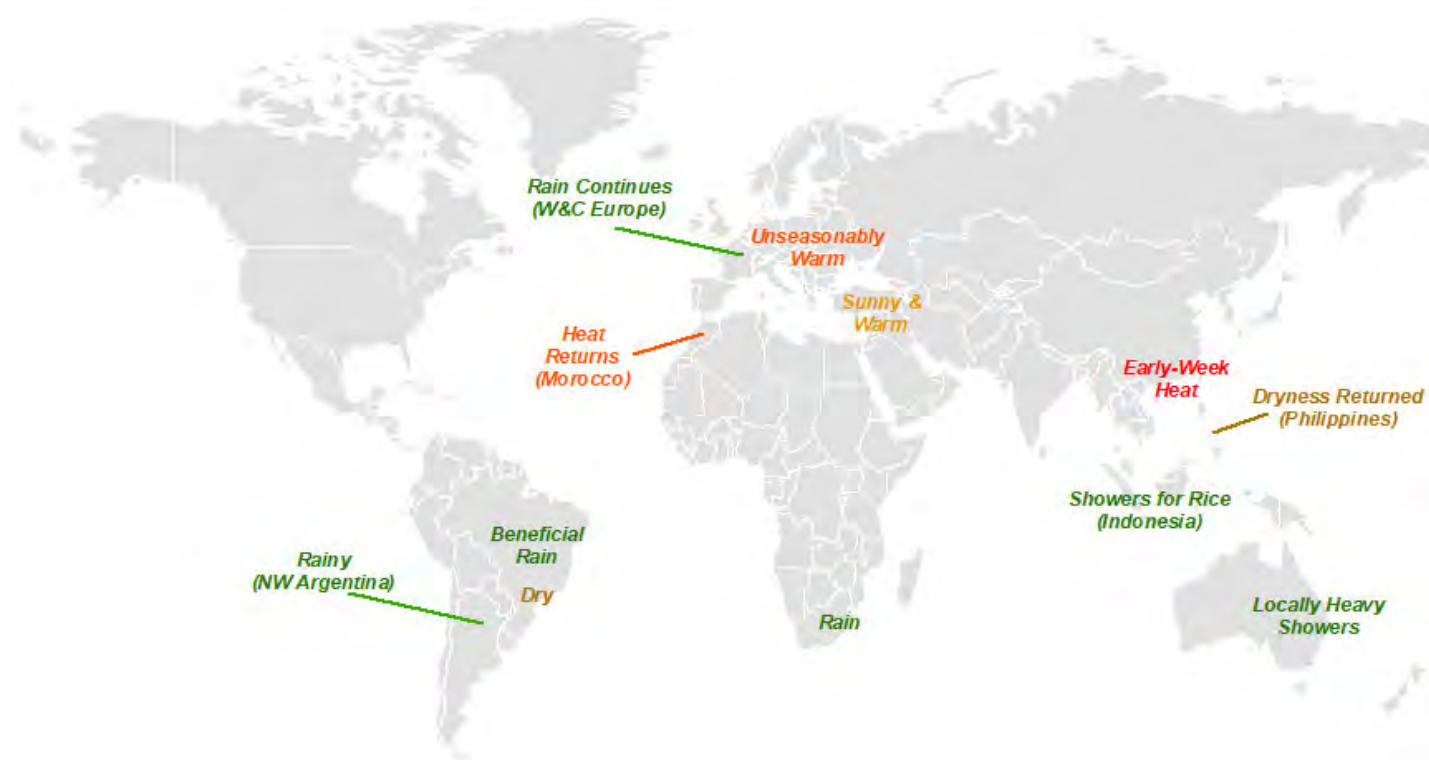 Rain Continues
(W&C Europe)
Unseasonably
Warm
Sunny &
Warm
Heat
Returns
(Morocco)
Early-Week
Heat
Dryness Returned
(Philippines)
Showers for Rice
(Indonesia)
Beneficial
Rain
Rainy
(NW Argentina)
Dry
Rain
Locally Heavy
Showers